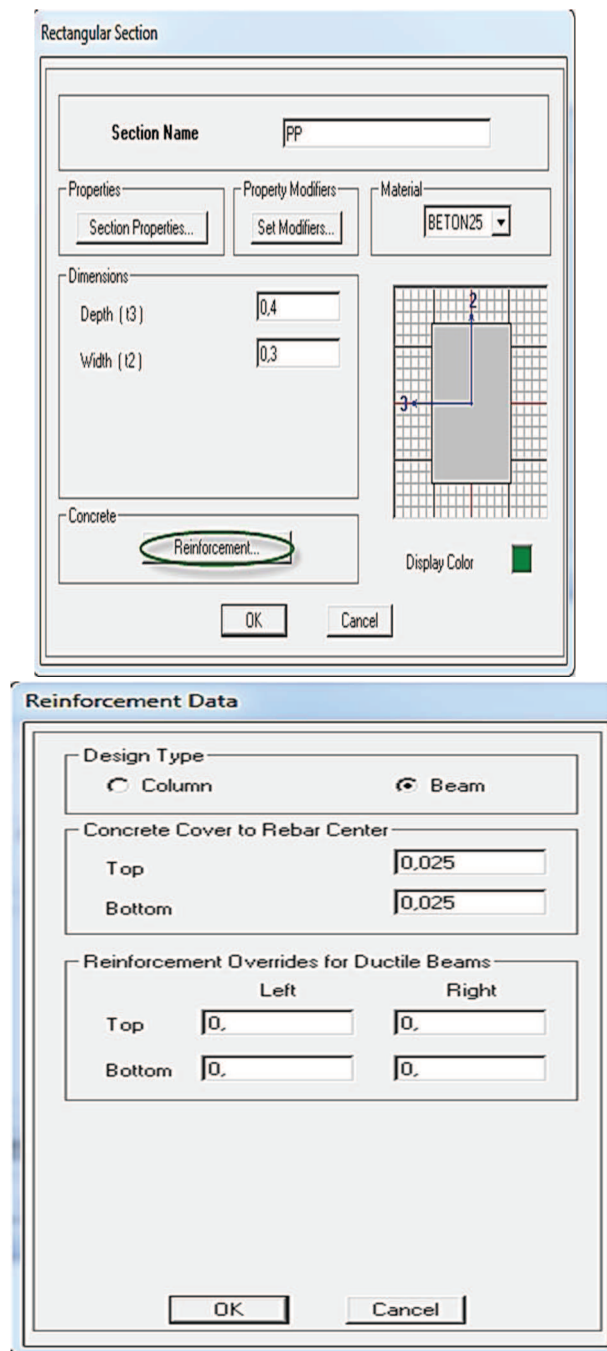 Rectangular Section
Section Name PP
Properties Property Modifiers Material
Section Properties... Set Modifiers... BETON25
Dimensions
Depth ( t3 ) 0,4
Width ( t2 ) 0,3
2
3
Concrete
Reinforcement...
Display Color
OK Cancel
Reinforcement Data
Design Type
Column Beam
Concrete Cover to Rebar Center
Top 0,025
Bottom 0,025
Reinforcement Overrides for Ductile Beams
Left Right
Top 0, 0,
Bottom 0, 0,
OK Cancel